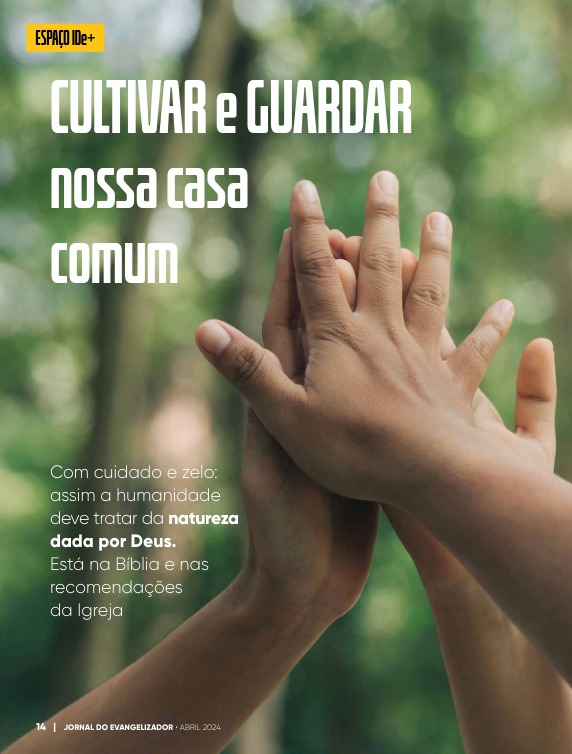 ESPAÇO IDe+
CULTIVAR e GUARDAR
nossa casa
comum
Com cuidado e zelo:
assim a humanidade
deve tratar da natureza
dada por Deus.
Está na Bíblia e nas
recomendações
da Igreja
14 | JORNAL DO EVANGELIZADOR • ABRIL 2024